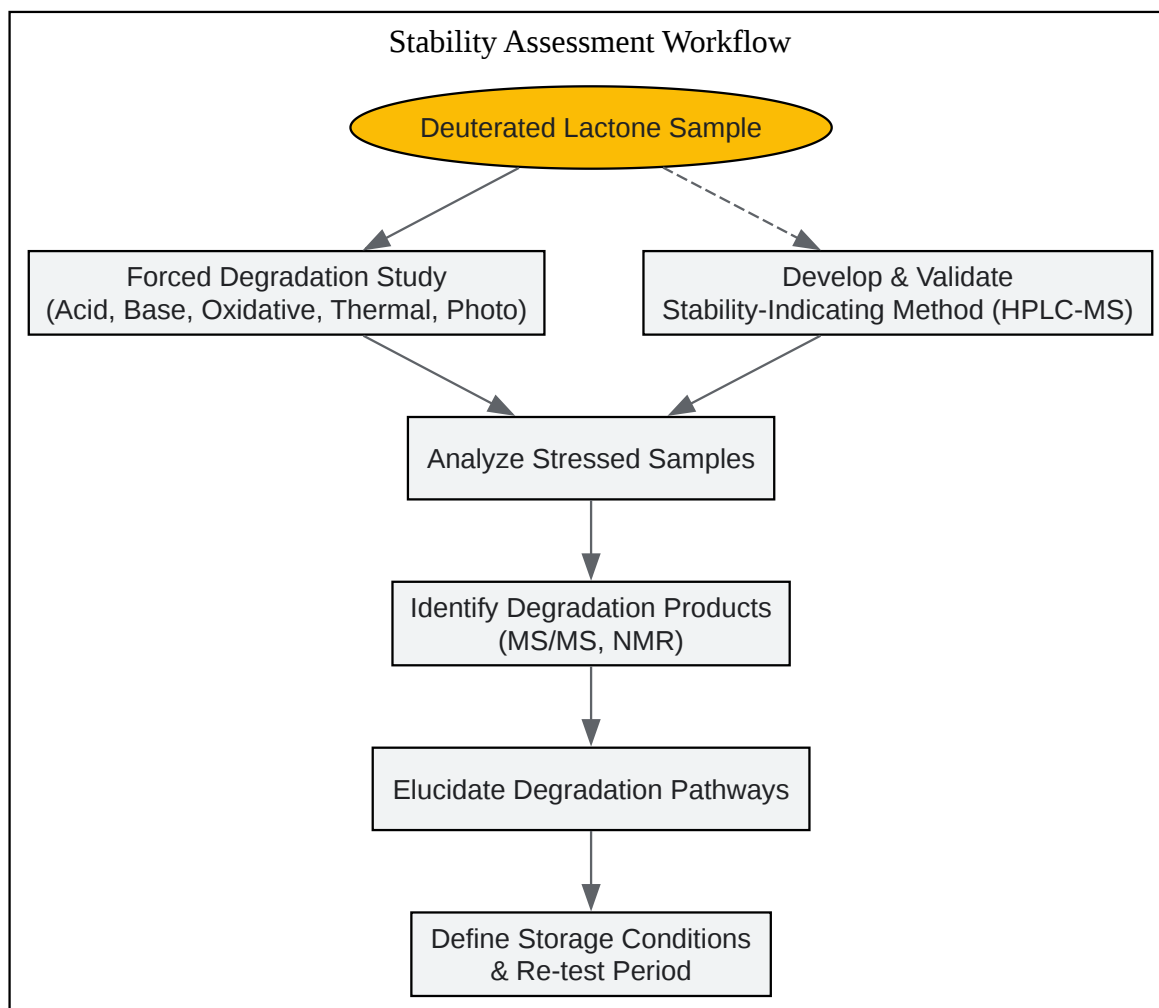 Stability Assessment Workflow
Deuterated Lactone Sample
Forced Degradation Study
(Acid, Base, Oxidative, Thermal, Photo)
Develop & Validate
Stability-Indicating Method (HPLC-MS)
Analyze Stressed Samples
Identify Degradation Products
(MS/MS, NMR)
Elucidate Degradation Pathways
Define Storage Conditions
& Re-test Period